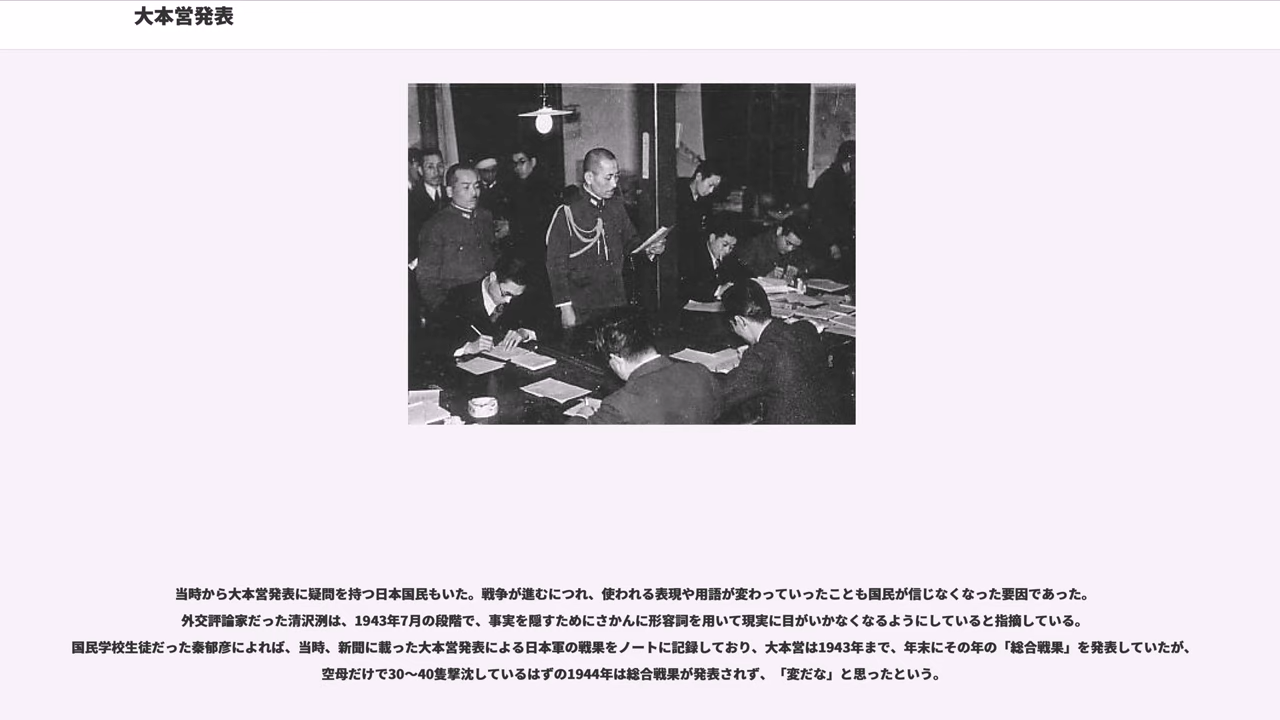 大本営発表
当時から大本営発表に疑問を持つ日本国民もいた。戦争が進むにつれ、使われる表現や用語が変わっていったことも国民が信じなくなった要因であった。
外交評論家だった清沢洌は、1943年7月の段階で、事実を隠すためにさかんに形容詞を用いて現実に目がいかなくなるようにしていると指摘している。
国民学校生徒だった秦郁彦によれば、当時、新聞に載った大本営発表による日本軍の戦果をノートに記録しており、大本営は1943年まで、年末にその年の「総合戦果」を発表していたが、
空母だけで30〜40隻撃沈しているはずの1944年は総合戦果が発表されず、「変だな」と思ったという。